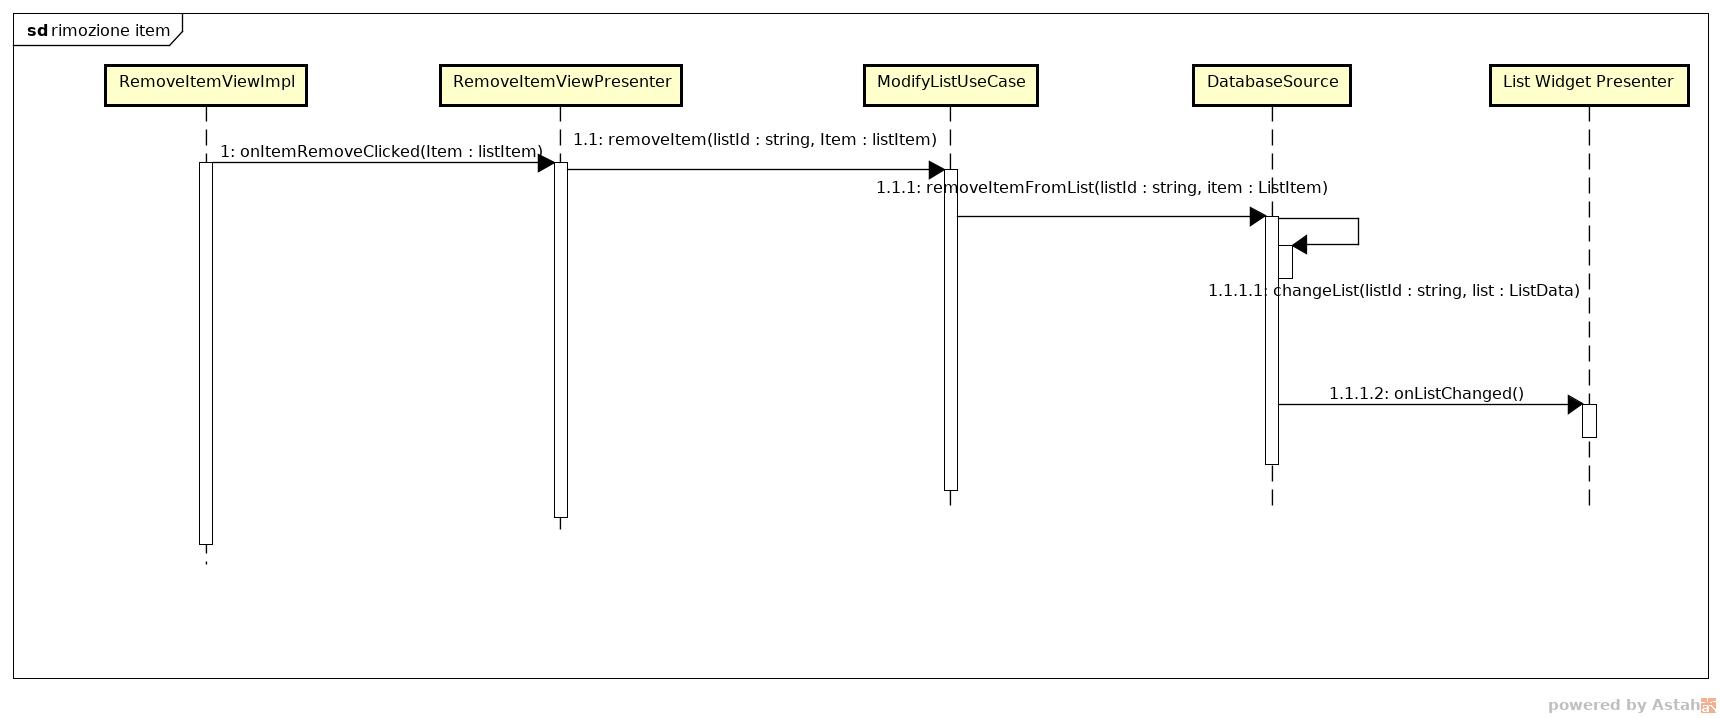 sd rimozione item
RemoveItemViewImpl
RemoveItemViewPresenter
ModifyListUseCase
DatabaseSource
List Widget Presenter
1: onItemRemoveClicked(Item : listItem)
1.1: removeItem(listId : string, Item : listItem)
1.1.1: removeItemFromList(listId : string, item : ListItem)
1.1.1.1: changeList(listId : string, list : ListData)
1.1.1.2: onListChanged()
powered by Astah